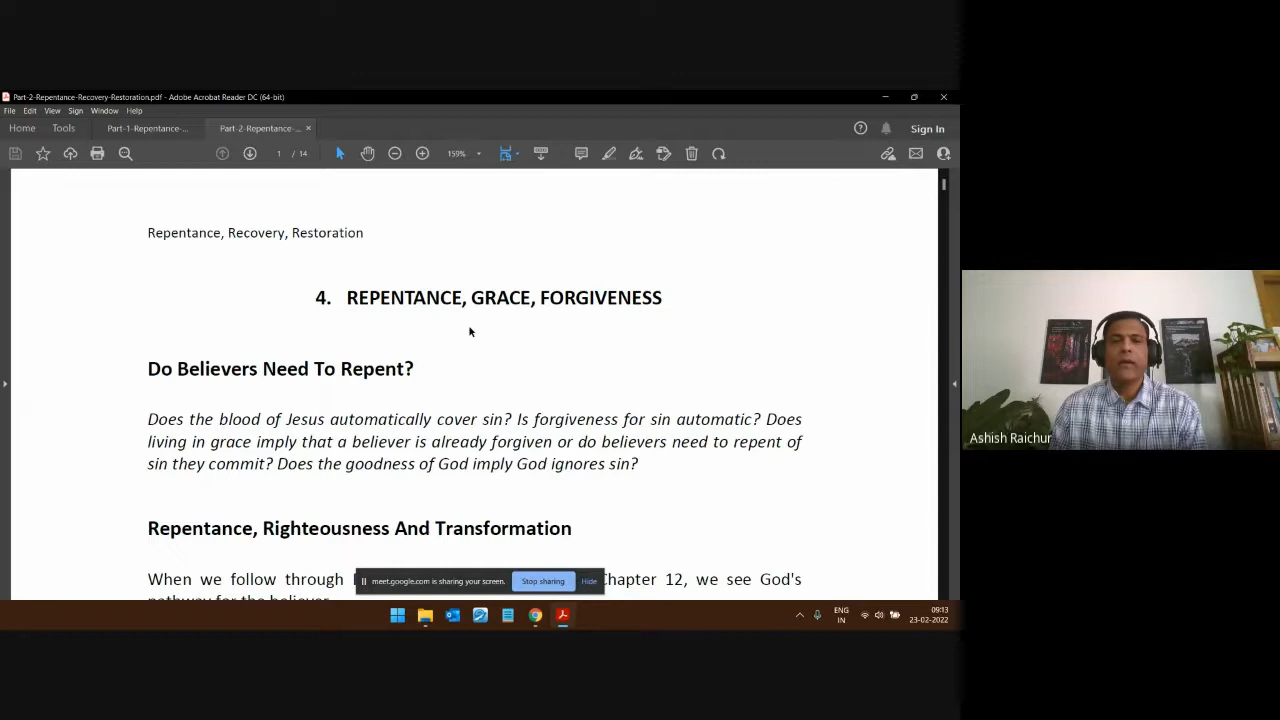 Part-2-Repentance-Recovery-Restoration.pdf - Adobe Acrobat Reader DC (64-bit)
File Edit View Sign Window Help
Home Tools Part-1-Repentance-... Part-2-Repentance-... × Sign In
1 / 14 159%
Repentance, Recovery, Restoration
4. REPENTANCE, GRACE, FORGIVENESS
Do Believers Need To Repent?
Does the blood of Jesus automatically cover sin? Is forgiveness for sin automatic? Does
living in grace imply that a believer is already forgiven or do believers need to repent of
sin they commit? Does the goodness of God imply God ignores sin?
Repentance, Righteousness And Transformation
When we follow through Chapter 12, we see God's
pathway for the believer
meet.google.com is sharing your screen. Stop sharing Hide
ENG
IN
09:13
23-02-2022
Ashish Raichur